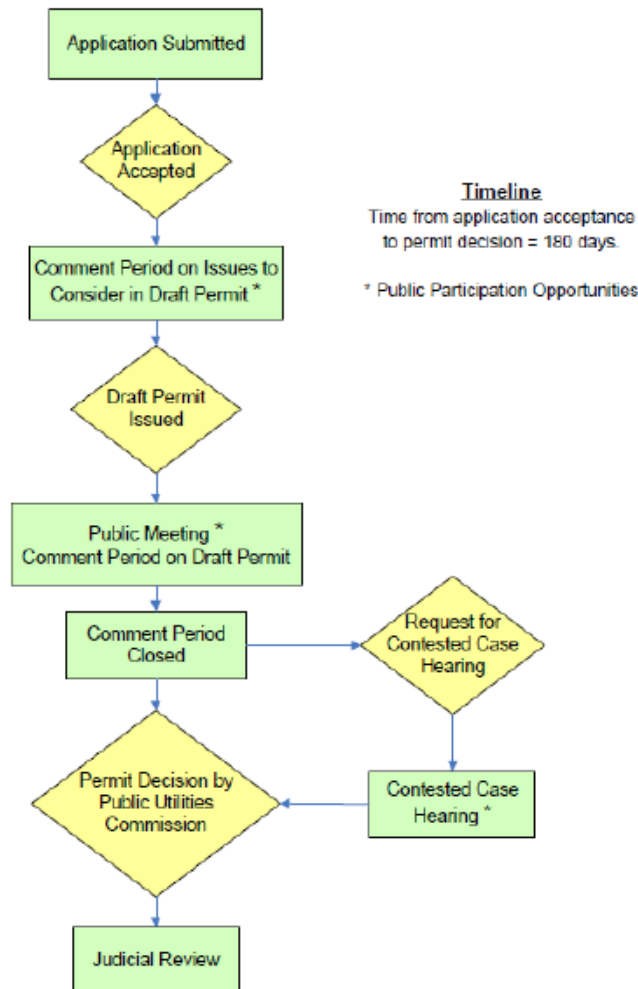 Application Submitted
Application
Accepted
Timeline
Time from application acceptance
to permit decision = 180 days.
* Public Participation Opportunities
Comment Period on Issues to
Consider in Draft Permit *
Draft Permit
Issued
Public Meeting *
Comment Period on Draft Permit
Comment Period
Closed
Request for
Contested Case
Hearing
Permit Decision by
Public Utilities
Commission
Contested Case
Hearing *
Judicial Review